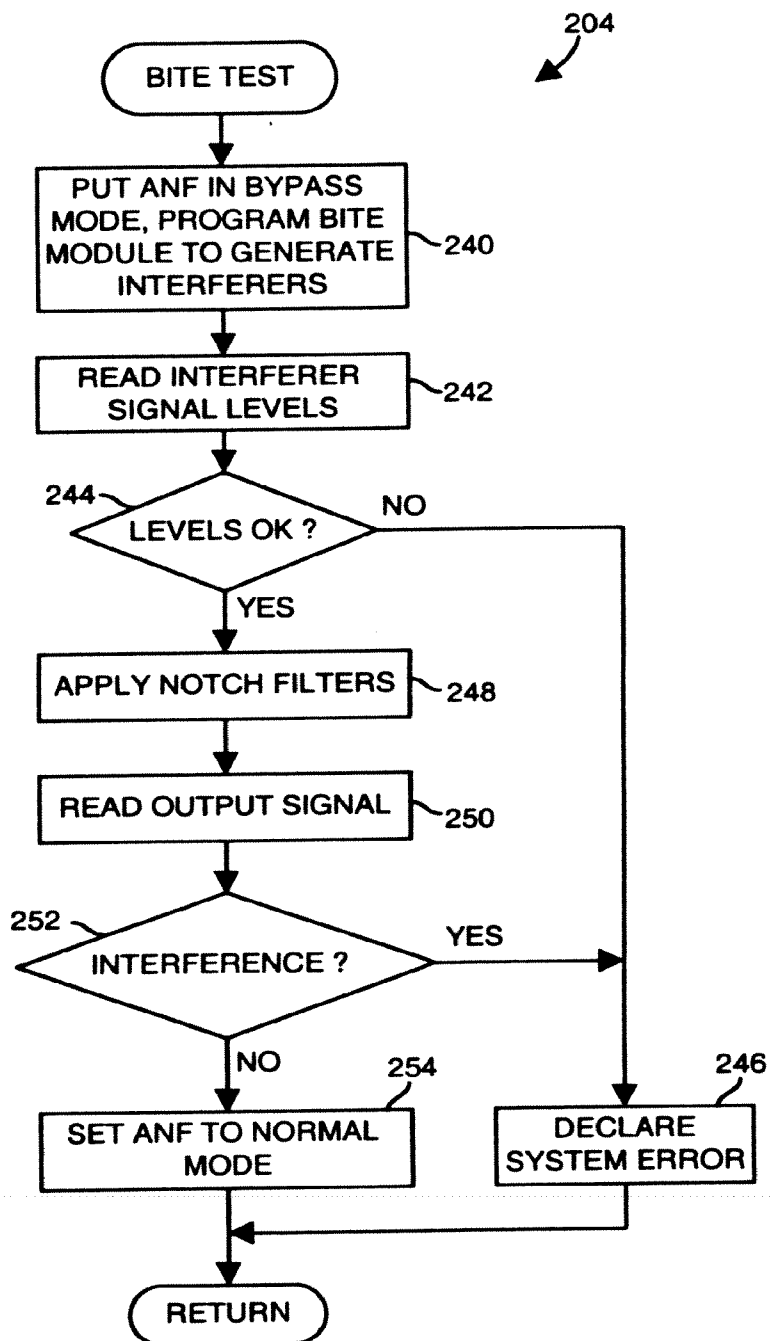 204
BITE TEST
PUT ANF IN BYPASS
MODE, PROGRAM BITE
MODULE TO GENERATE
INTERFERERS
240
READ INTERFERER
SIGNAL LEVELS
242
244
LEVELS OK ?
NO
YES
APPLY NOTCH FILTERS
248
READ OUTPUT SIGNAL
250
252
INTERFERENCE ?
YES
NO
254
SET ANF TO NORMAL
MODE
246
DECLARE
SYSTEM ERROR
RETURN